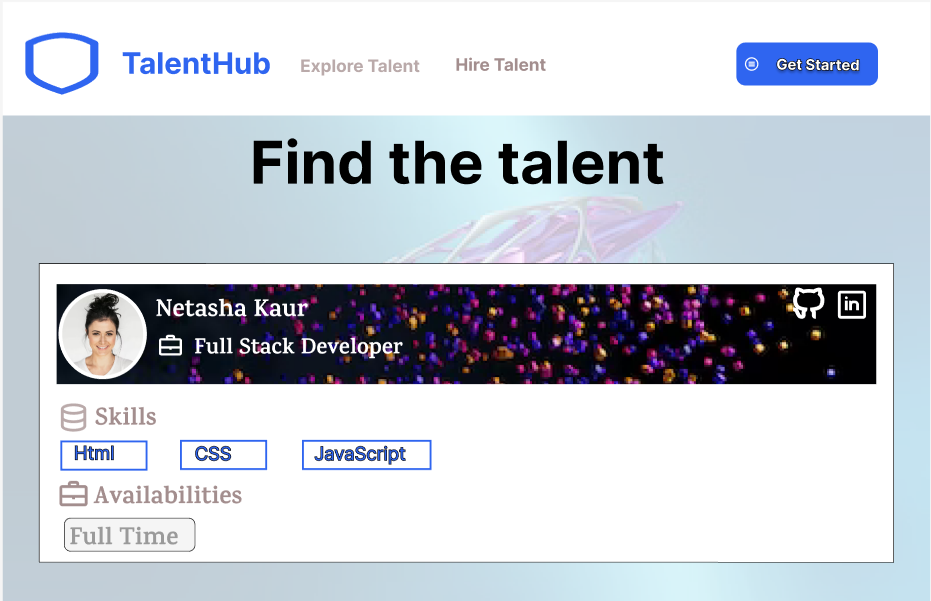 TalentHub Explore Talent Hire Talent Get Started
Find the talent
Netasha Kaur
in
Full Stack Developer
Skills
Html CSS JavaScript
Availabilities
Full Time